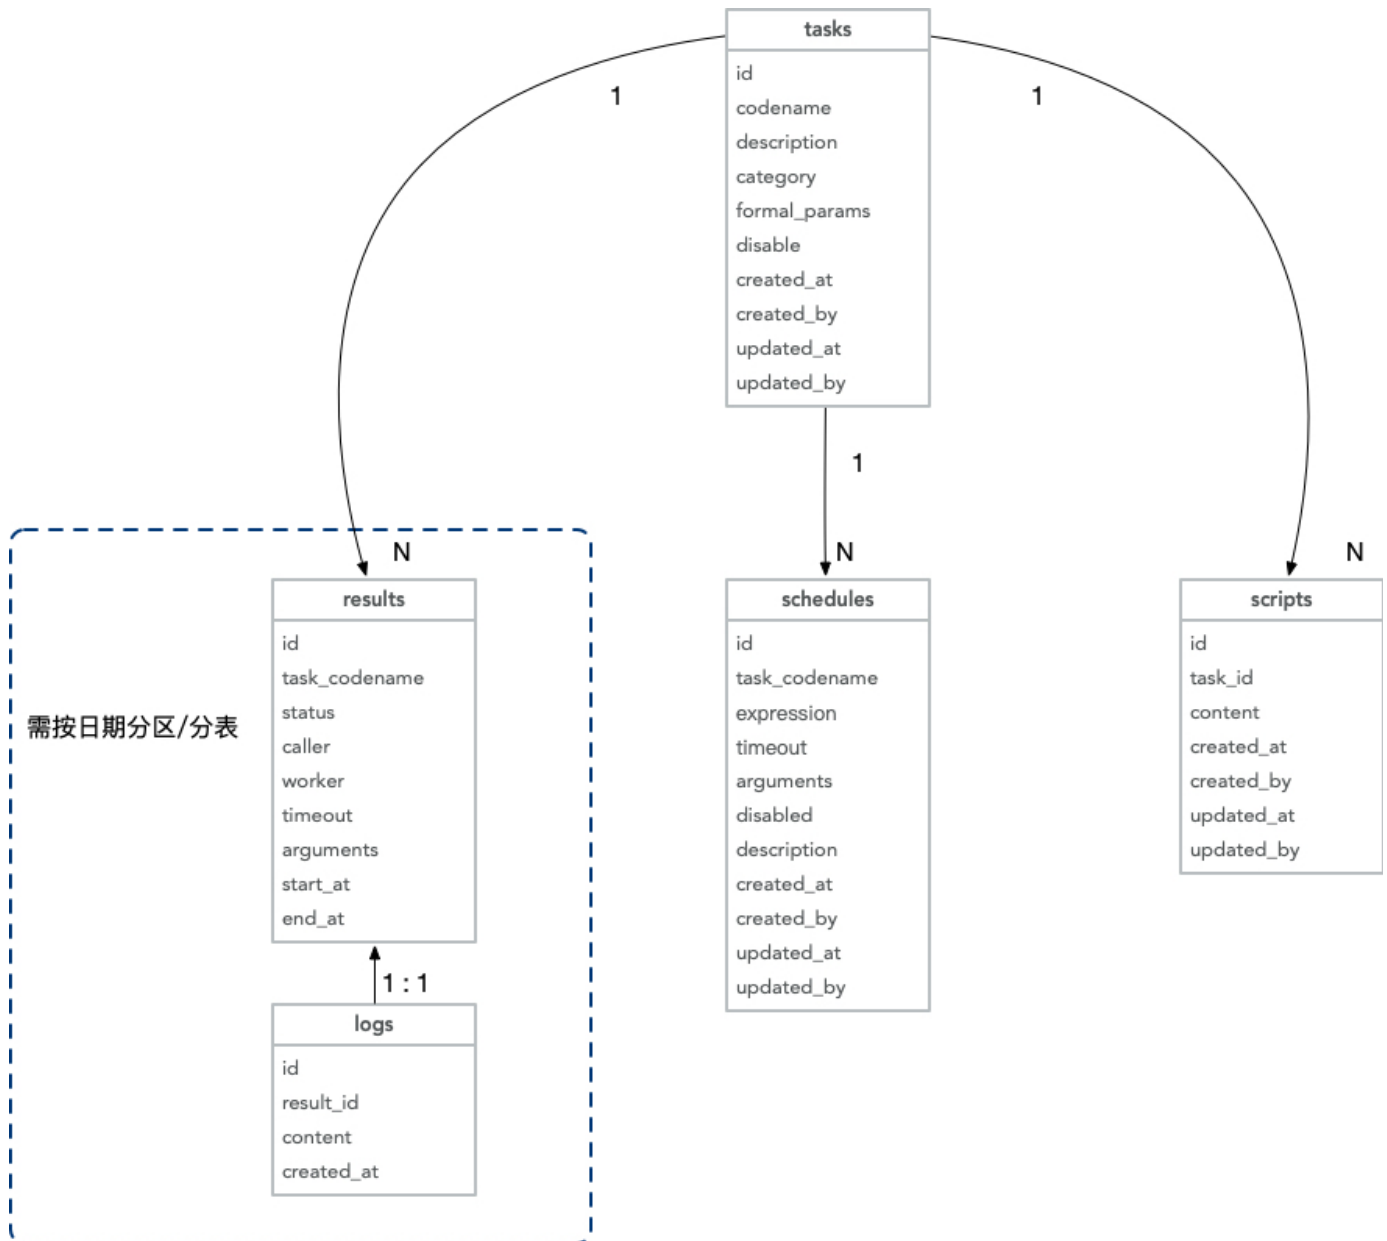 tasks
id
codename
description
category
formal_params
disable
created_at
created_by
updated_at
updated_by
1
1
1
N
N
N
需按日期分区/分表
results
id
task_codename
status
caller
worker
timeout
arguments
start_at
end_at
1 : 1
logs
id
result_id
content
created_at
schedules
id
task_codename
expression
timeout
arguments
disabled
description
created_at
created_by
updated_at
updated_by
scripts
id
task_id
content
created_at
created_by
updated_at
updated_by